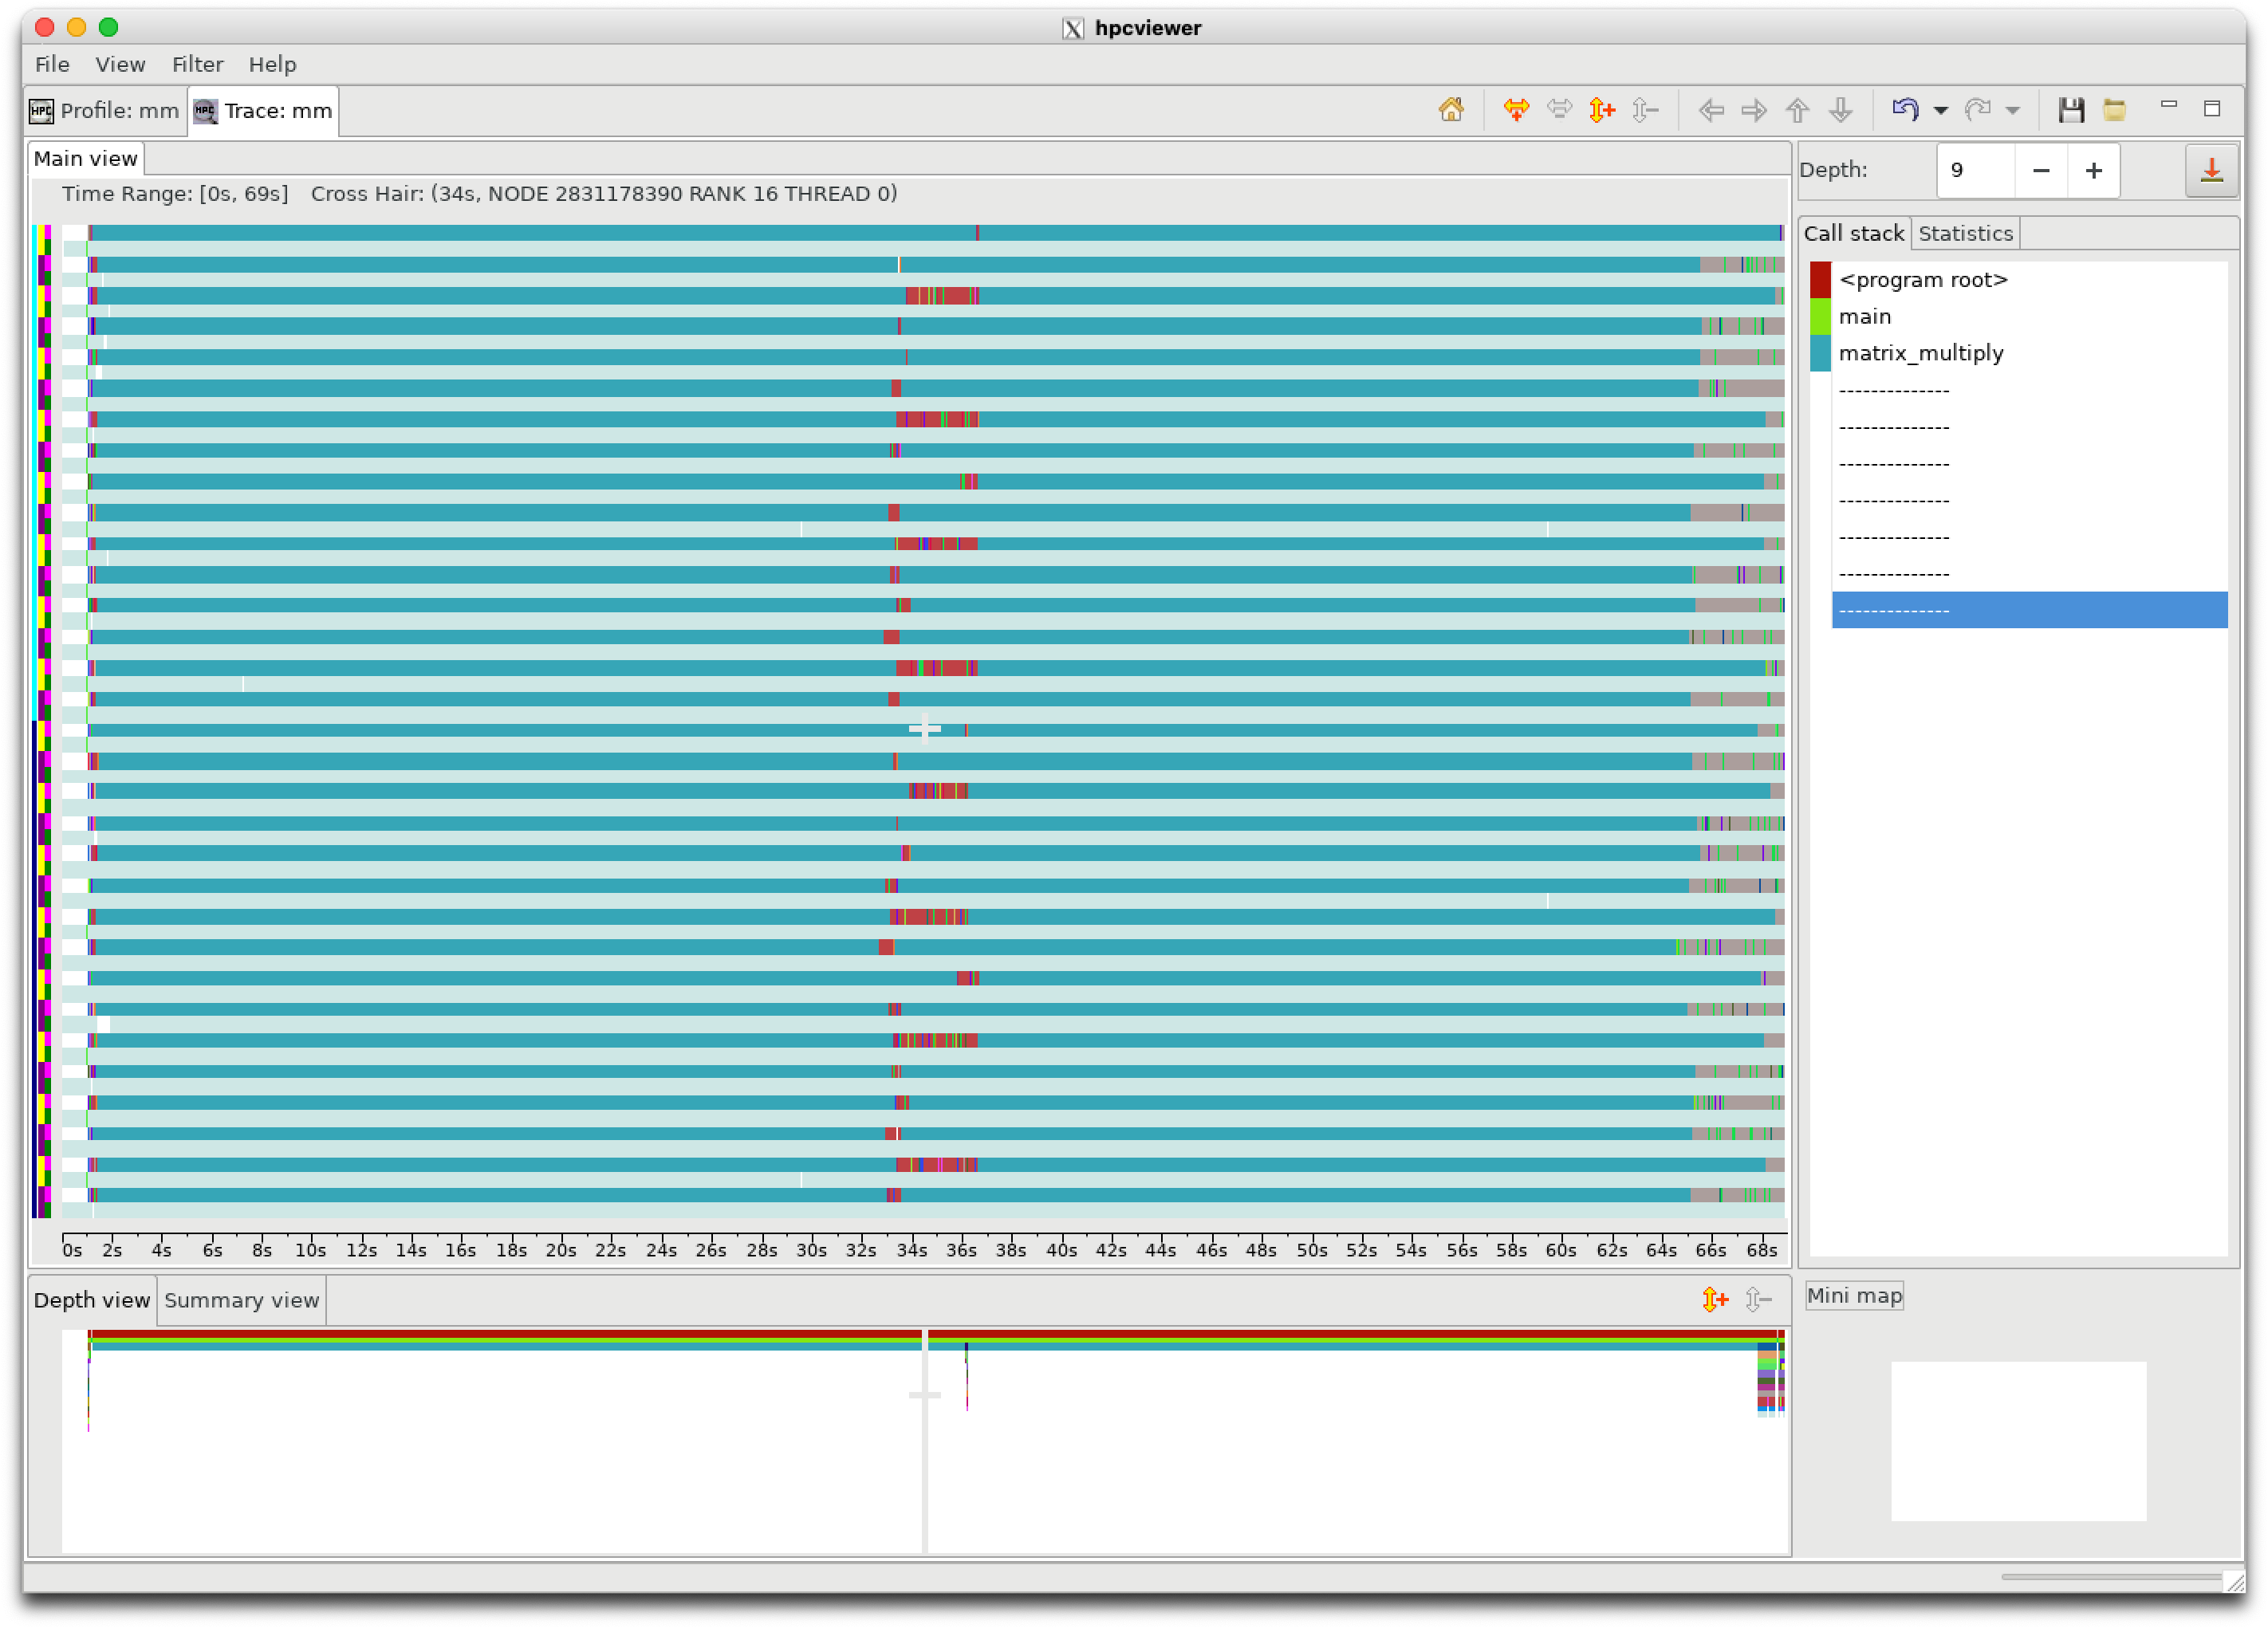 hpcviewer
File View Filter Help
HPC Profile: mm HPC Trace: mm
Main view
Time Range: [0s, 69s] Cross Hair: (34s, NODE 2831178390 RANK 16 THREAD 0)
0s 2s 4s 6s 8s 10s 12s 14s 16s 18s 20s 22s 24s 26s 28s 30s 32s 34s 36s 38s 40s 42s 44s 46s 48s 50s 52s 54s 56s 58s 60s 62s 64s 66s 68s
Depth view Summary view
Depth: 9 − +
Call stack Statistics
<program root>
main
matrix_multiply
--------------
--------------
--------------
--------------
--------------
--------------
--------------
Mini map